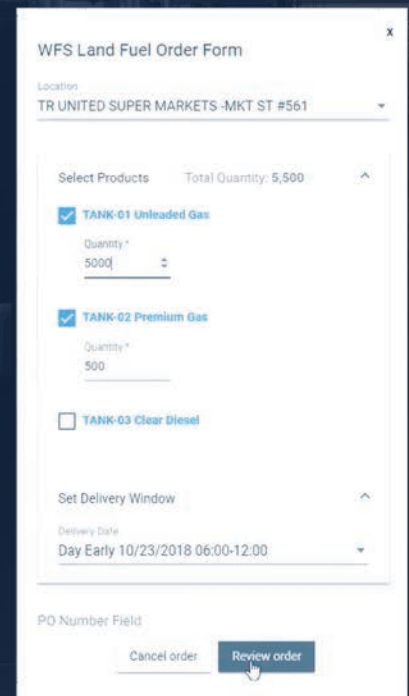 x
WFS Land Fuel Order Form
Location
TR UNITED SUPER MARKETS -MKT ST #561
Select Products Total Quantity: 5,500
TANK-01 Unleaded Gas
Quantity *
5000
TANK-02 Premium Gas
Quantity *
500
TANK-03 Clear Diesel
Set Delivery Window
Delivery Date
Day Early 10/23/2018 06:00-12:00
PO Number Field
Cancel order Review order